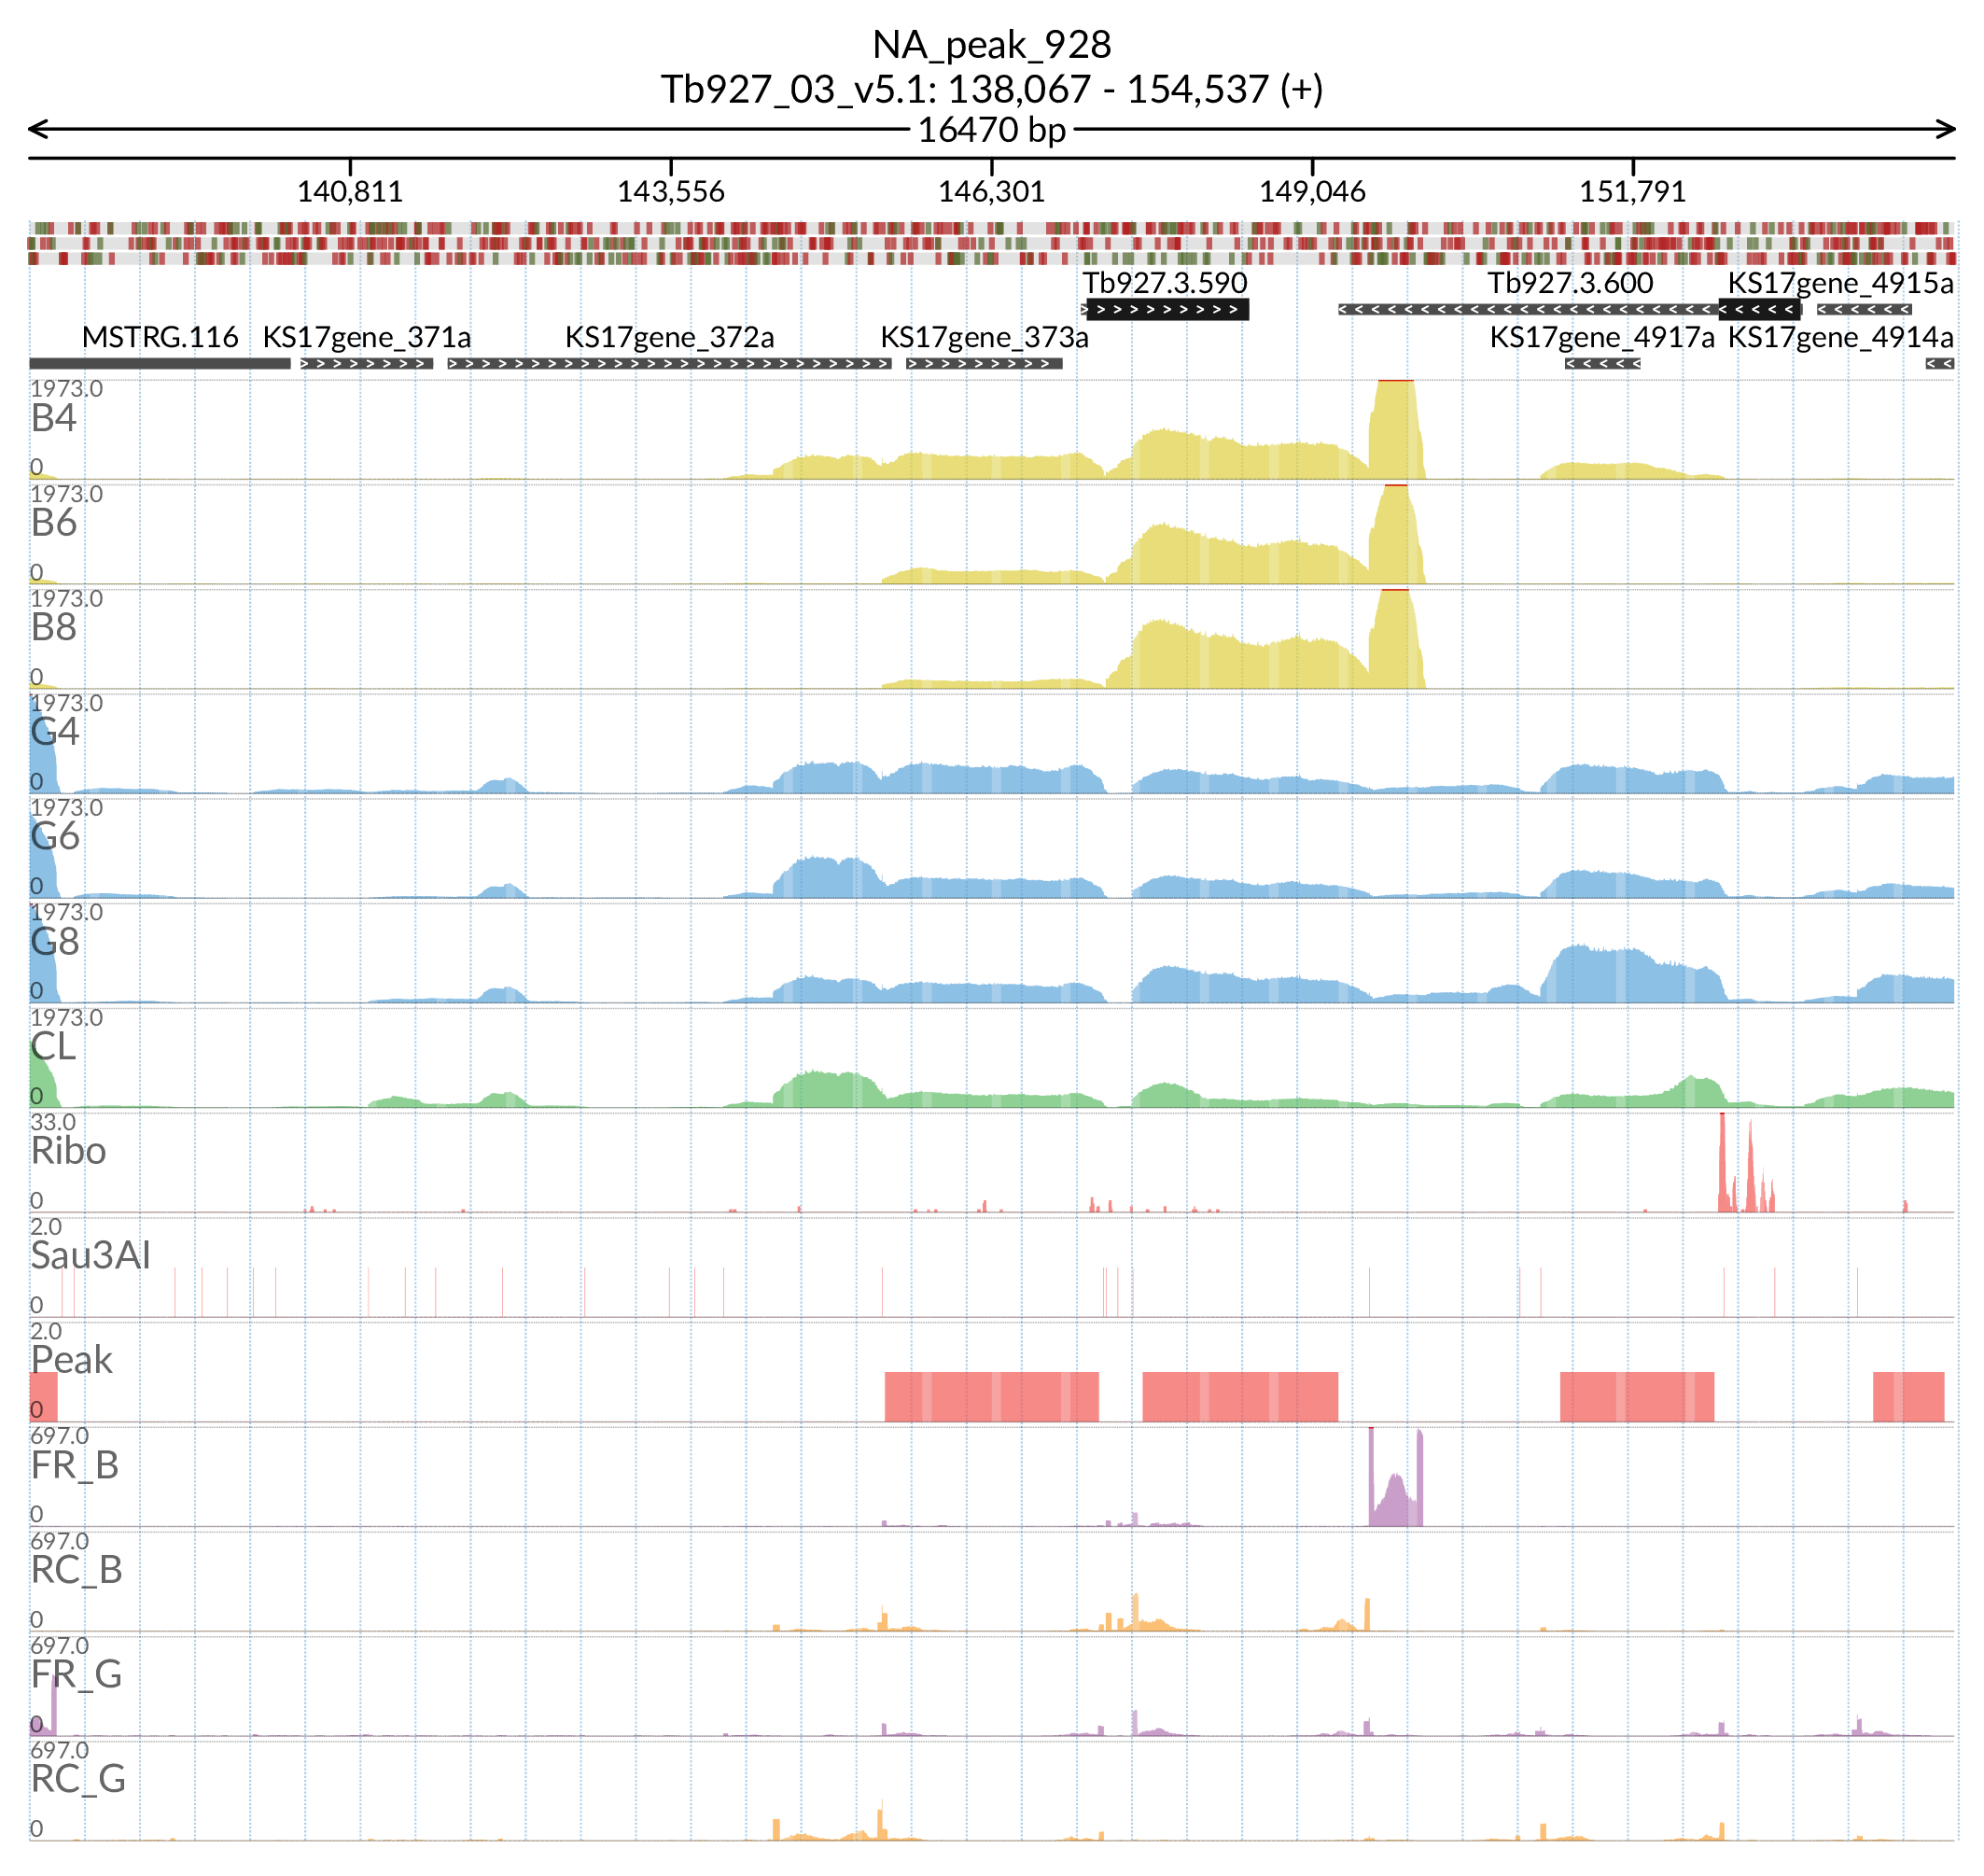 NA_peak_928
Tb927_03_v5.1: 138,067 - 154,537 (+)
16470 bp
140,811 143,556 146,301 149,046 151,791
Tb927.3.590 Tb927.3.600 KS17gene_4915a
MSTRG.116 KS17gene_371a KS17gene_372a KS17gene_373a KS17gene_4917a KS17gene_4914a
1973.0
B4
0
1973.0
B6
0
1973.0
B8
0
1973.0
G4
0
1973.0
G6
0
1973.0
G8
0
1973.0
CL
0
33.0
Ribo
0
2.0
Sau3AI
0
2.0
Peak
0
697.0
FR_B
0
697.0
RC_B
0
697.0
FR_G
0
697.0
RC_G
0